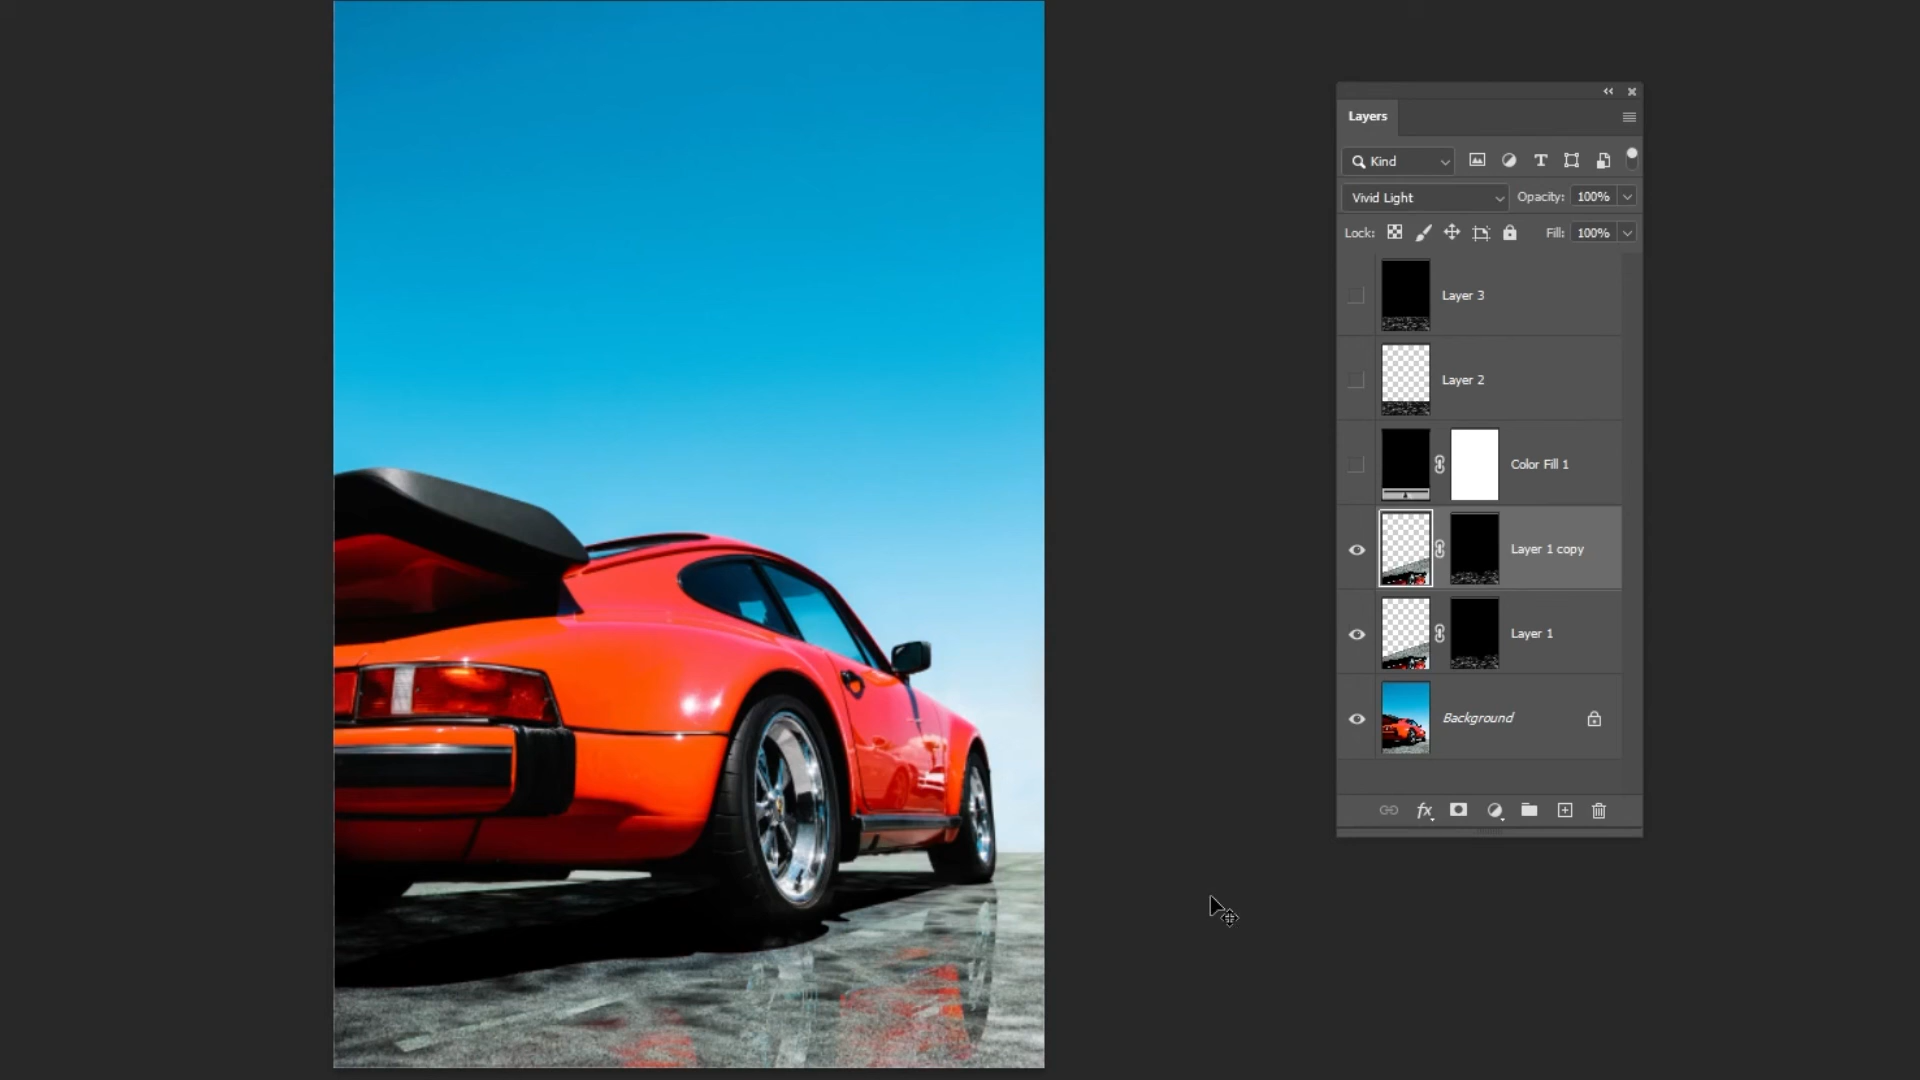 Layers
Kind
Vivid Light
Opacity: 100%
Lock:
Fill: 100%
Layer 3
Layer 2
Color Fill 1
Layer 1 copy
Layer 1
Background
fx